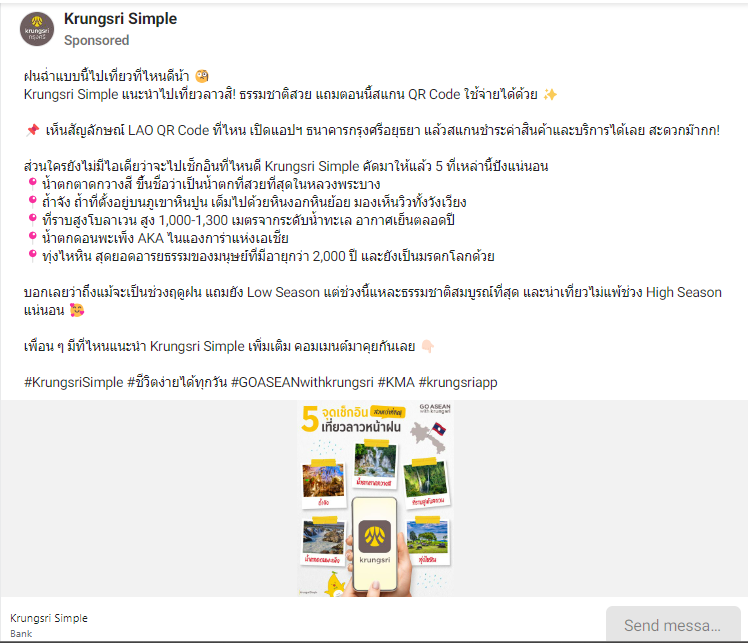 Krungsri Simple
Sponsored
ฝนฉ่ำแบบนี้ไปเที่ยวที่ไหนดีน้า 🧐
Krungsri Simple แนะนำไปเที่ยวลาวสิ! ธรรมชาติสวย แถมตอนนี้สแกน QR Code ใช้จ่ายได้ด้วย ✨
📌 เห็นสัญลักษณ์ LAO QR Code ที่ไหน เปิดแอปฯ ธนาคารกรุงศรีอยุธยา แล้วสแกนชำระค่าสินค้าและบริการได้เลย สะดวกม๊ากก!
ส่วนใครยังไม่มีไอเดียว่าจะไปเช็กอินที่ไหนดี Krungsri Simple คัดมาให้แล้ว 5 ที่เหล่านี้ปังแน่นอน
📍 น้ำตกตาดกวางสี ขึ้นชื่อว่าเป็นน้ำตกที่สวยที่สุดในหลวงพระบาง
📍 ถ้ำจัง ถ้ำที่ตั้งอยู่บนภูเขาหินปูน เต็มไปด้วยหินงอกหินย้อย มองเห็นวิวทั้งวังเวียง
📍 ที่ราบสูงโบลาเวน สูง 1,000-1,300 เมตรจากระดับน้ำทะเล อากาศเย็นตลอดปี
📍 น้ำตกคอนพะเพ็ง AKA ไนแองการ่าแห่งเอเชีย
📍 ทุ่งไหหิน สุดยอดอารยธรรมของมนุษย์ที่มีอายุกว่า 2,000 ปี และยังเป็นมรดกโลกด้วย
บอกเลยว่าถึงแม้จะเป็นช่วงฤดูฝน แถมยัง Low Season แต่ช่วงนี้แหละธรรมชาติสมบูรณ์ที่สุด และน่าเที่ยวไม่แพ้ช่วง High Season
แน่นอน 🥰
เพื่อน ๆ มีที่ไหนแนะนำ Krungsri Simple เพิ่มเติม คอมเมนต์มาคุยกันเลย 👇🏻
#KrungsriSimple #ชีวิตง่ายได้ทุกวัน #GOASEANwithkrungsri #KMA #krungsriapp
5 จุดเช็กอิน
เที่ยวลาวหน้าฝน
GO ASEAN
with krungsri
น้ำตกตาดกวางสี
ถ้ำจัง
ที่ราบสูงโบลาเวน
น้ำตกคอนพะเพ็ง
ทุ่งไหหิน
krungsri
Krungsri Simple
Bank
Send messa...